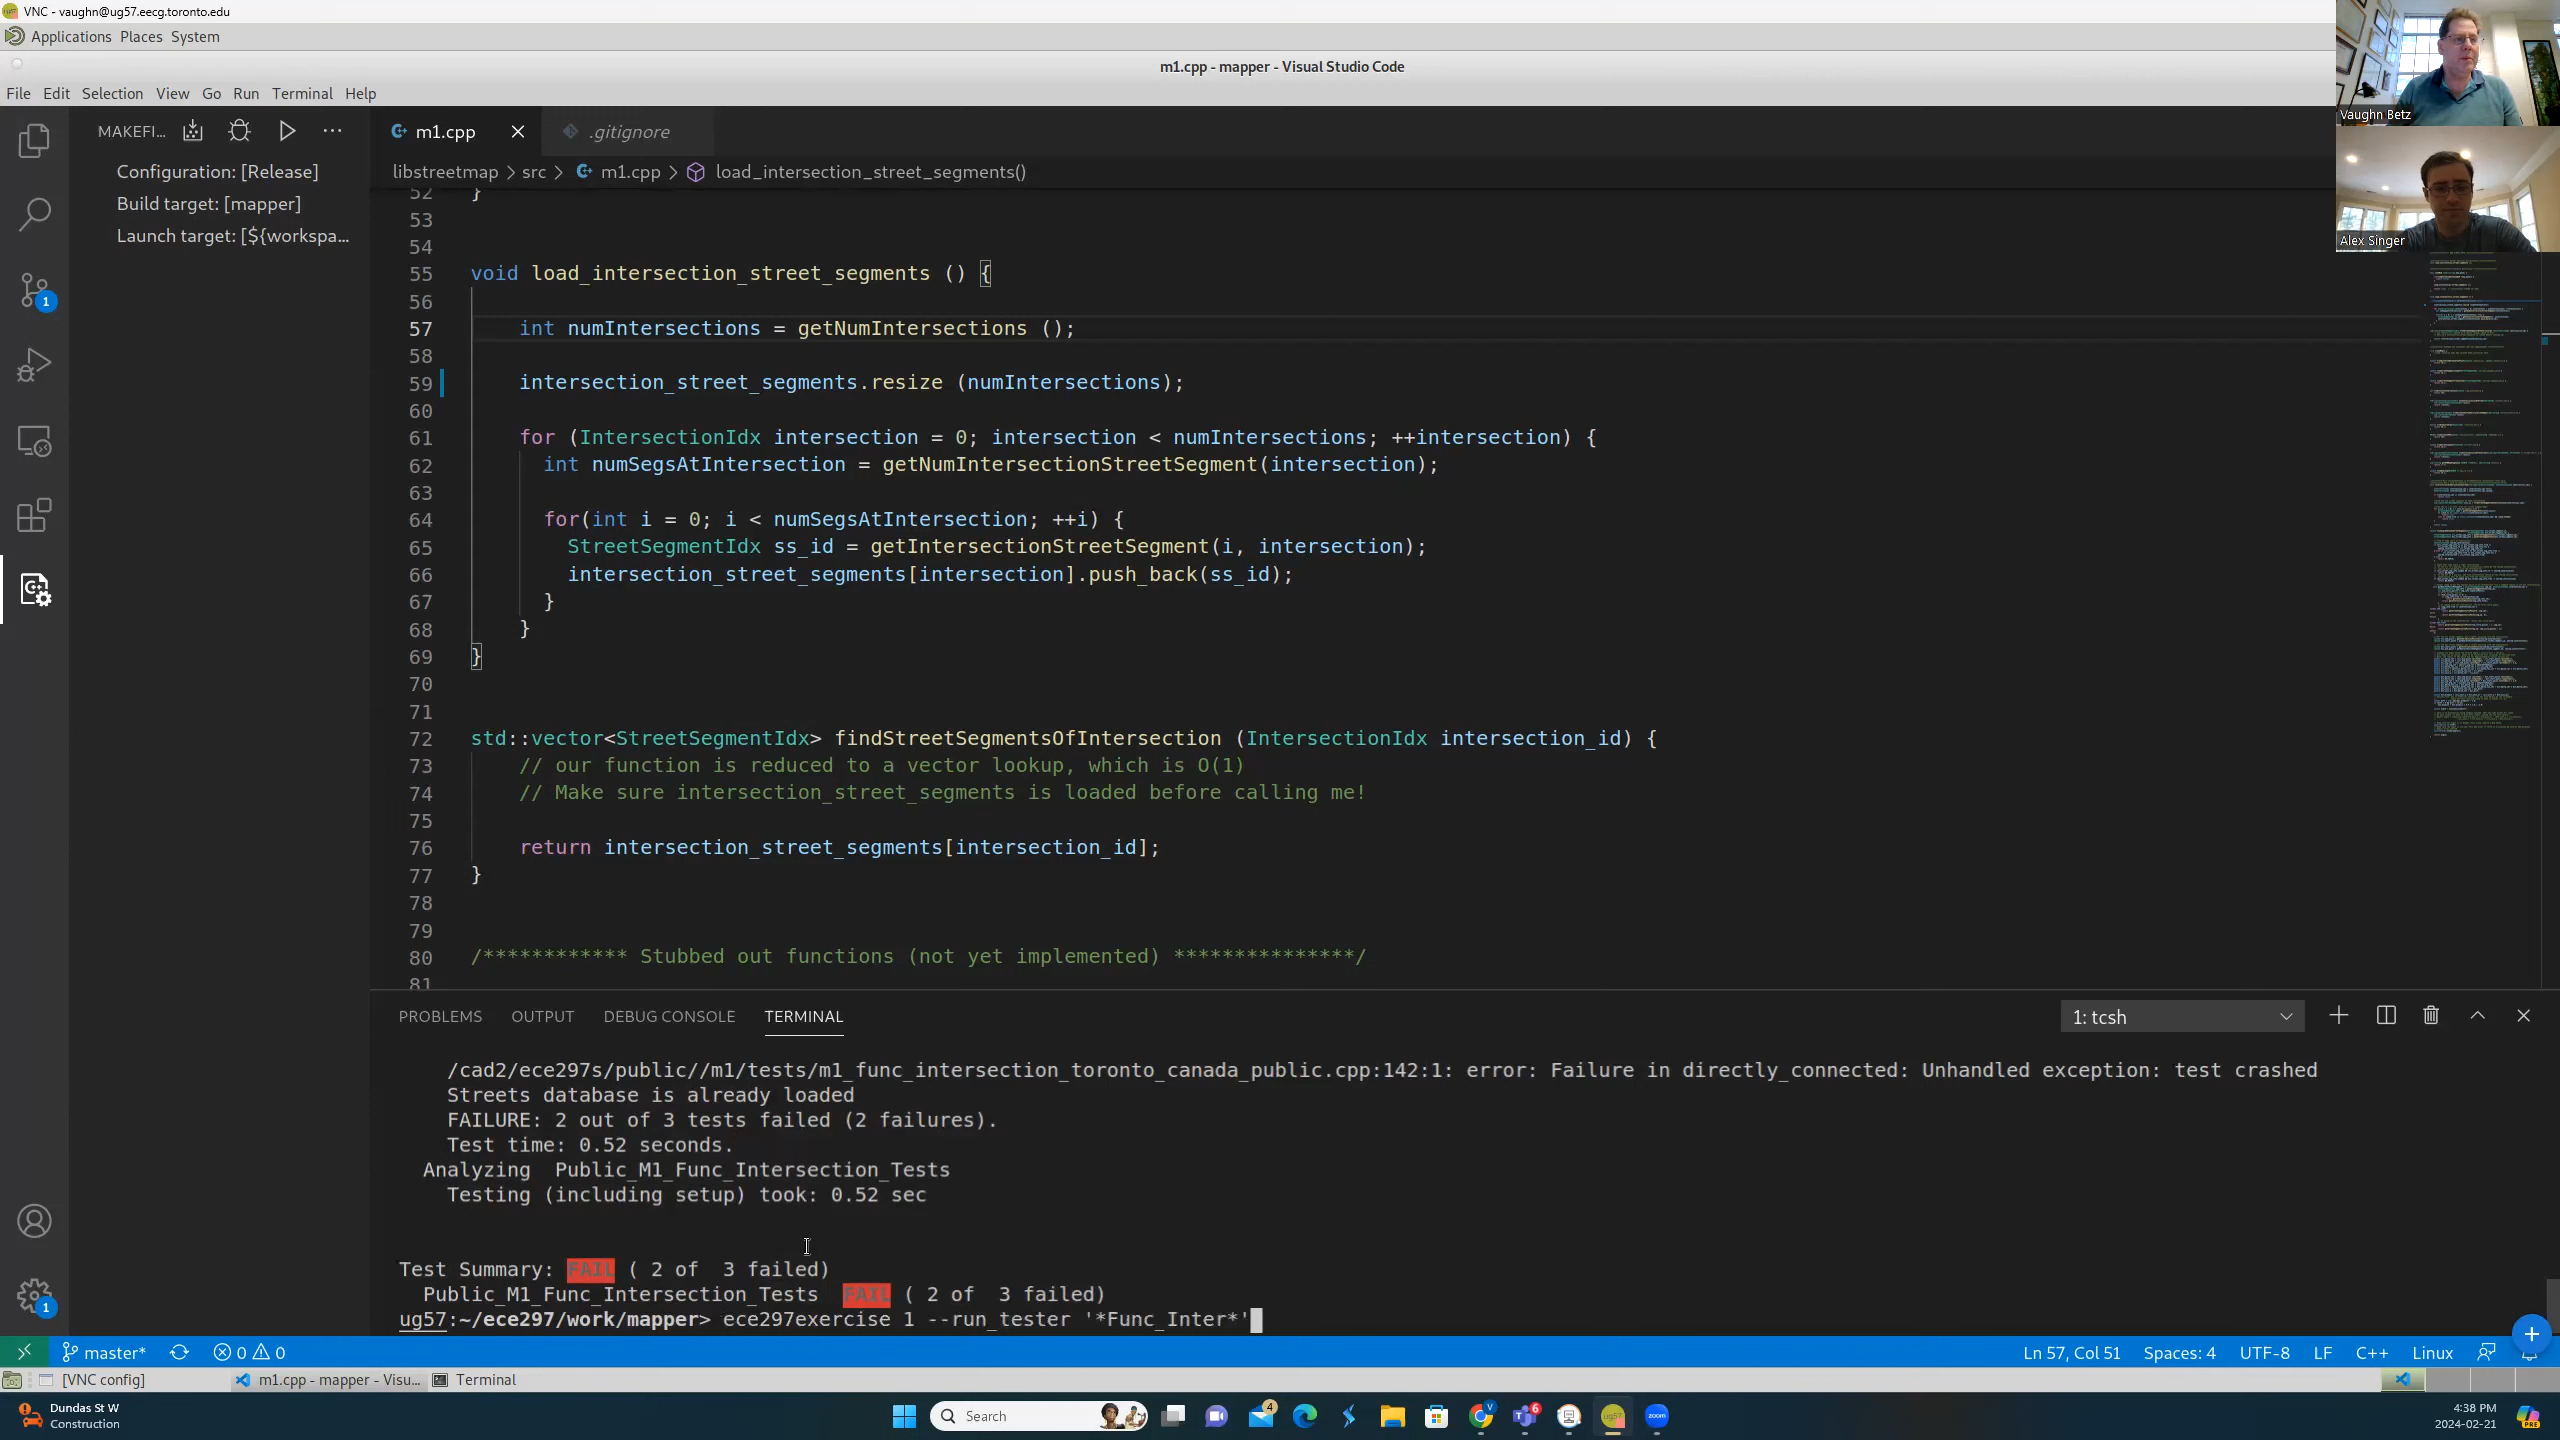 VNC - vaughn@ug57.eecg.toronto.edu
Applications Places System
m1.cpp - mapper - Visual Studio Code
Vaughn Betz
Alex Singer
File Edit Selection View Go Run Terminal Help
MAKEFI...
Configuration: [Release]
Build target: [mapper]
Launch target: [${workspa...
m1.cpp
.gitignore
libstreetmap > src > m1.cpp > load_intersection_street_segments()
52 }
53
54
55 void load_intersection_street_segments () {
56
57 int numIntersections = getNumIntersections ();
58
59 intersection_street_segments.resize (numIntersections);
60
61 for (IntersectionIdx intersection = 0; intersection < numIntersections; ++intersection) {
62 int numSegsAtIntersection = getNumIntersectionStreetSegment(intersection);
63
64 for(int i = 0; i < numSegsAtIntersection; ++i) {
65 StreetSegmentIdx ss_id = getIntersectionStreetSegment(i, intersection);
66 intersection_street_segments[intersection].push_back(ss_id);
67 }
68 }
69 }
70
71
72 std::vector<StreetSegmentIdx> findStreetSegmentsOfIntersection (IntersectionIdx intersection_id) {
73 // our function is reduced to a vector lookup, which is O(1)
74 // Make sure intersection_street_segments is loaded before calling me!
75
76 return intersection_street_segments[intersection_id];
77 }
78
79
80 /************ Stubbed out functions (not yet implemented) ***************/
81
1
1
PROBLEMS OUTPUT DEBUG CONSOLE TERMINAL
1: tcsh
/cad2/ece297s/public//m1/tests/m1_func_intersection_toronto_canada_public.cpp:142:1: error: Failure in directly_connected: Unhandled exception: test crashed
Streets database is already loaded
FAILURE: 2 out of 3 tests failed (2 failures).
Test time: 0.52 seconds.
Analyzing Public_M1_Func_Intersection_Tests
Testing (including setup) took: 0.52 sec
Test Summary: FAIL ( 2 of 3 failed)
Public_M1_Func_Intersection_Tests FAIL ( 2 of 3 failed)
ug57:~/ece297/work/mapper> ece297exercise 1 --run_tester '*Func_Inter*'
master* 0 0 Ln 57, Col 51 Spaces: 4 UTF-8 LF C++ Linux
[VNC config] m1.cpp - mapper - Visu... Terminal
Dundas St W
Construction
Search
4
V
6
ug57
zoom
4:38 PM
2024-02-21
PRE